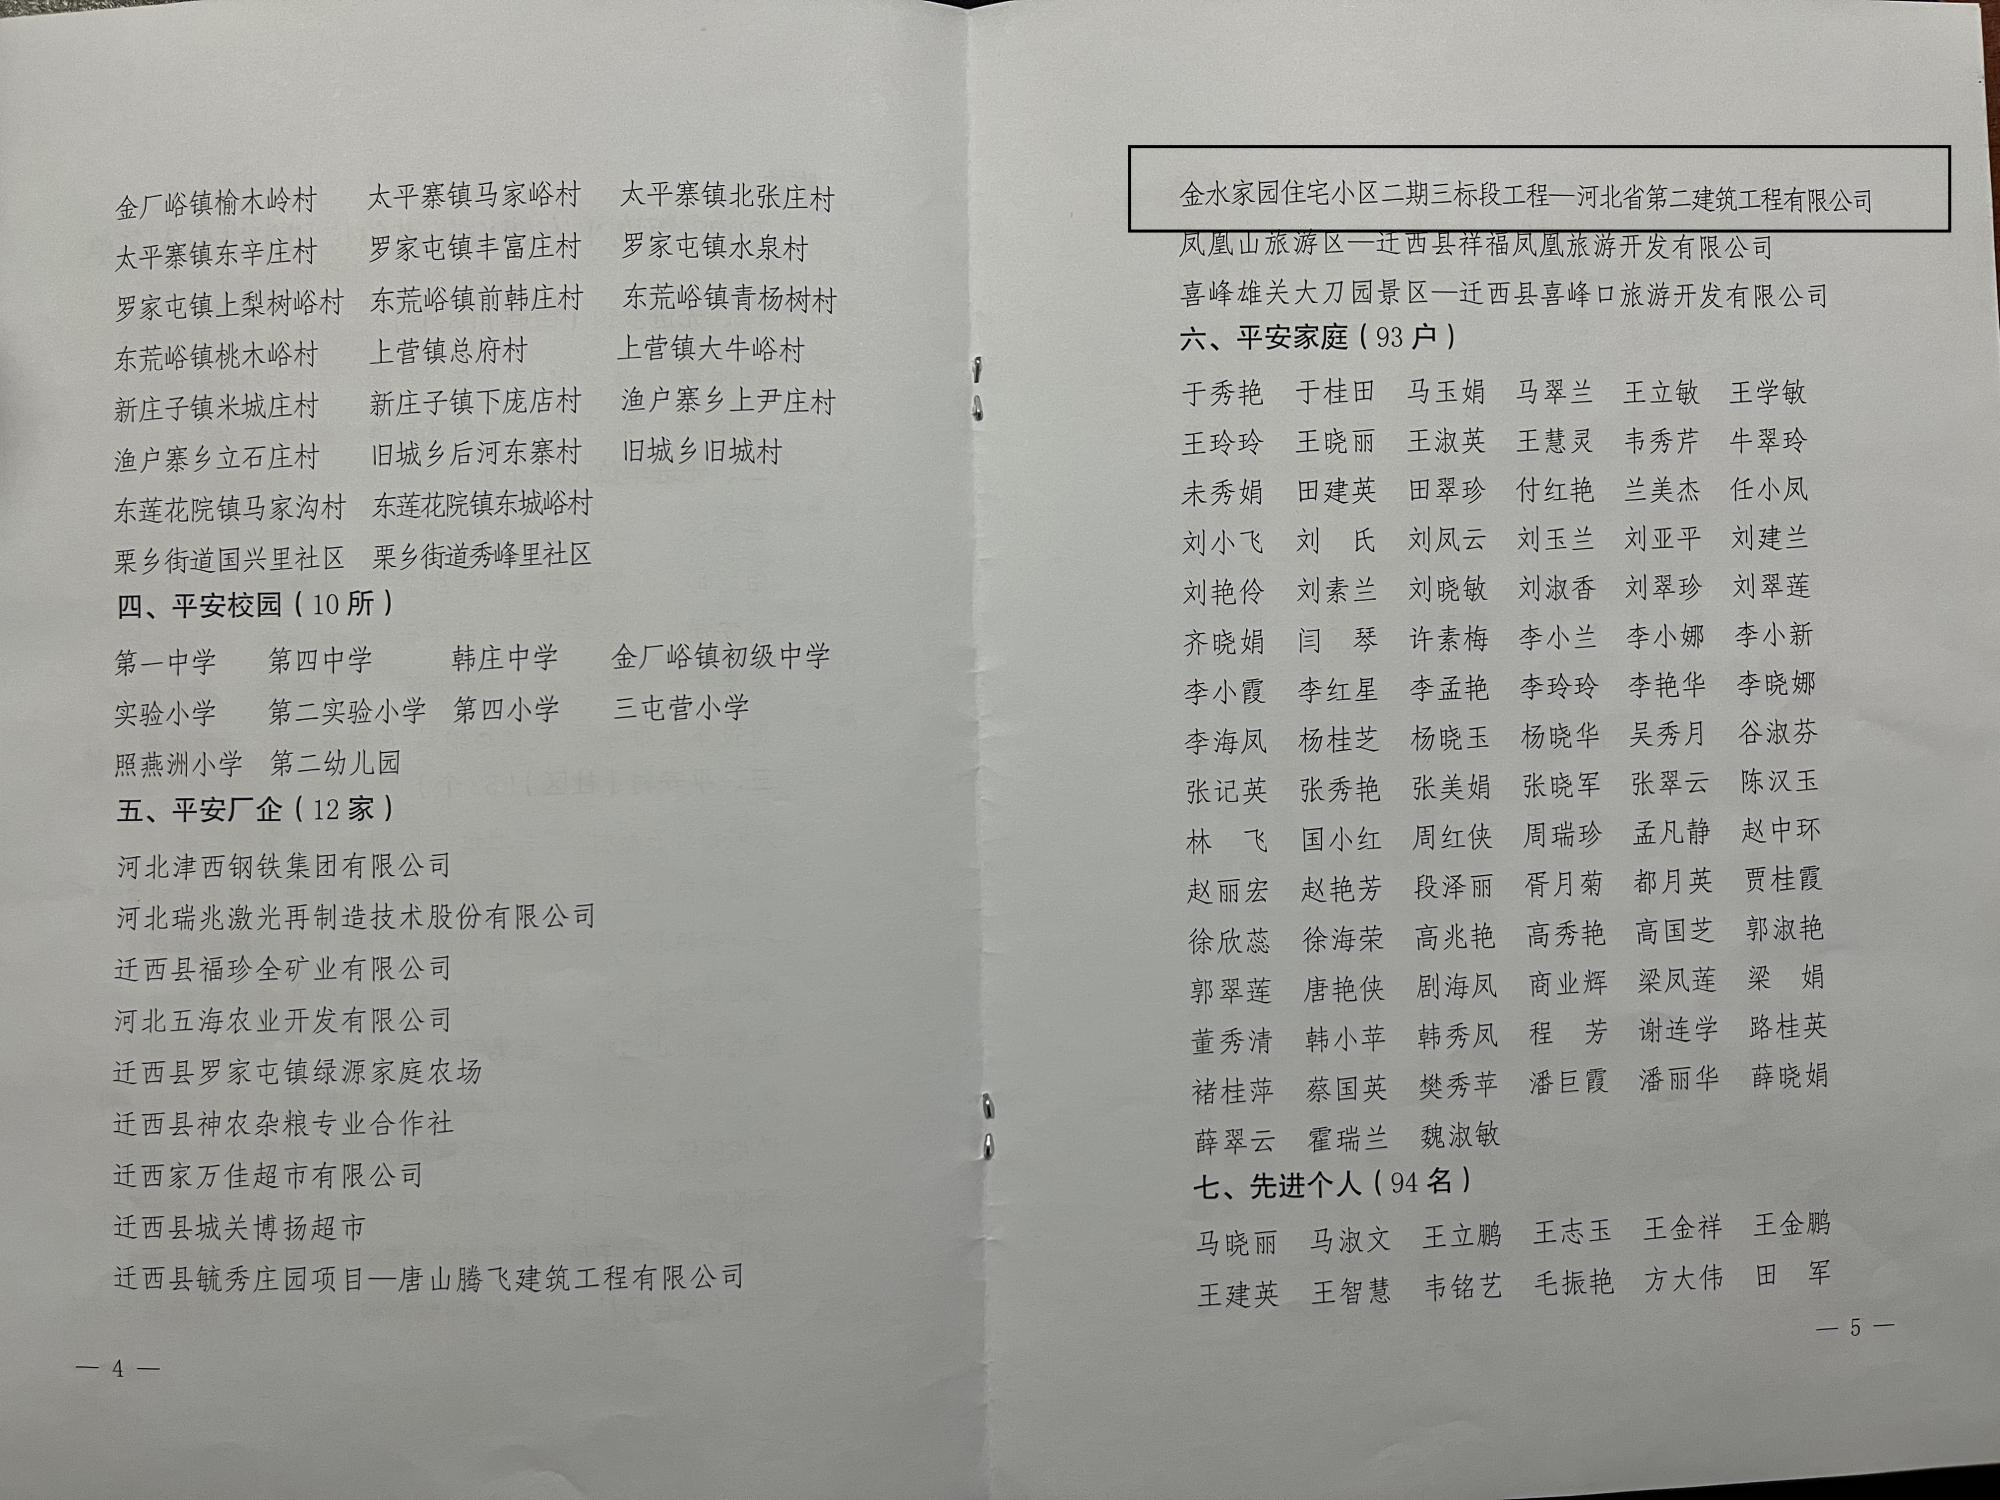 金厂峪镇榆木岭村 太平寨镇马家峪村 太平寨镇北张庄村
太平寨镇东辛庄村 罗家屯镇丰富庄村 罗家屯镇水泉村
罗家屯镇上梨树峪村 东荒峪镇前韩庄村 东荒峪镇青杨树村
东荒峪镇桃木峪村 上营镇总府村 上营镇大牛峪村
新庄子镇米城庄村 新庄子镇下庞店村 渔户寨乡上尹庄村
渔户寨乡立石庄村 旧城乡后河东寨村 旧城乡旧城村
东莲花院镇马家沟村 东莲花院镇东城峪村
栗乡街道国兴里社区 栗乡街道秀峰里社区
四、平安校园（10 所）
第一中学 第四中学 韩庄中学 金厂峪镇初级中学
实验小学 第二实验小学 第四小学 三屯营小学
照燕洲小学 第二幼儿园
五、平安厂企（12 家）
河北津西钢铁集团有限公司
河北瑞兆激光再制造技术股份有限公司
迁西县福珍全矿业有限公司
河北五海农业开发有限公司
迁西县罗家屯镇绿源家庭农场
迁西县神农杂粮专业合作社
迁西家万佳超市有限公司
迁西县城关博扬超市
迁西县毓秀庄园项目—唐山腾飞建筑工程有限公司
— 4 —
金水家园住宅小区二期三标段工程—河北省第二建筑工程有限公司
凤凰山旅游区—迁西县祥福凤凰旅游开发有限公司
喜峰雄关大刀园景区—迁西县喜峰口旅游开发有限公司
六、平安家庭（93 户）
于秀艳 于桂田 马玉娟 马翠兰 王立敏 王学敏
王玲玲 王晓丽 王淑英 王慧灵 韦秀芹 牛翠玲
未秀娟 田建英 田翠珍 付红艳 兰美杰 任小凤
刘小飞 刘　氏 刘凤云 刘玉兰 刘亚平 刘建兰
刘艳伶 刘素兰 刘晓敏 刘淑香 刘翠珍 刘翠莲
齐晓娟 闫　琴 许素梅 李小兰 李小娜 李小新
李小霞 李红星 李孟艳 李玲玲 李艳华 李晓娜
李海凤 杨桂芝 杨晓玉 杨晓华 吴秀月 谷淑芬
张记英 张秀艳 张美娟 张晓军 张翠云 陈汉玉
林　飞 国小红 周红侠 周瑞珍 孟凡静 赵中环
赵丽宏 赵艳芳 段泽丽 胥月菊 都月英 贾桂霞
徐欣蕊 徐海荣 高兆艳 高秀艳 高国芝 郭淑艳
郭翠莲 唐艳侠 剧海凤 商业辉 梁凤莲 梁　娟
董秀清 韩小苹 韩秀凤 程　芳 谢连学 路桂英
褚桂萍 蔡国英 樊秀苹 潘巨霞 潘丽华 薛晓娟
薛翠云 霍瑞兰 魏淑敏
七、先进个人（94 名）
马晓丽 马淑文 王立鹏 王志玉 王金祥 王金鹏
王建英 王智慧 韦铭艺 毛振艳 方大伟 田　军
— 5 —